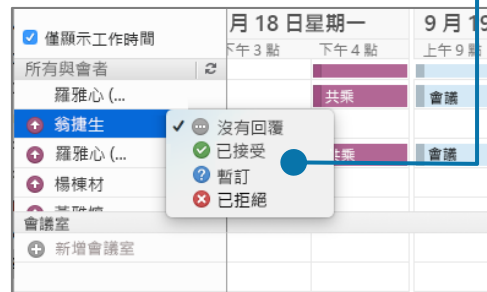 僅顯示工作時間
月 18 日星期一
9 月 19
下午 3 點
下午 4 點
上午 9
所有與會者
羅雅心 (...
共乘
會議
翁捷生
沒有回覆
已接受
暫訂
已拒絕
羅雅心 (...
共乘
會議
楊棟材
會議室
新增會議室